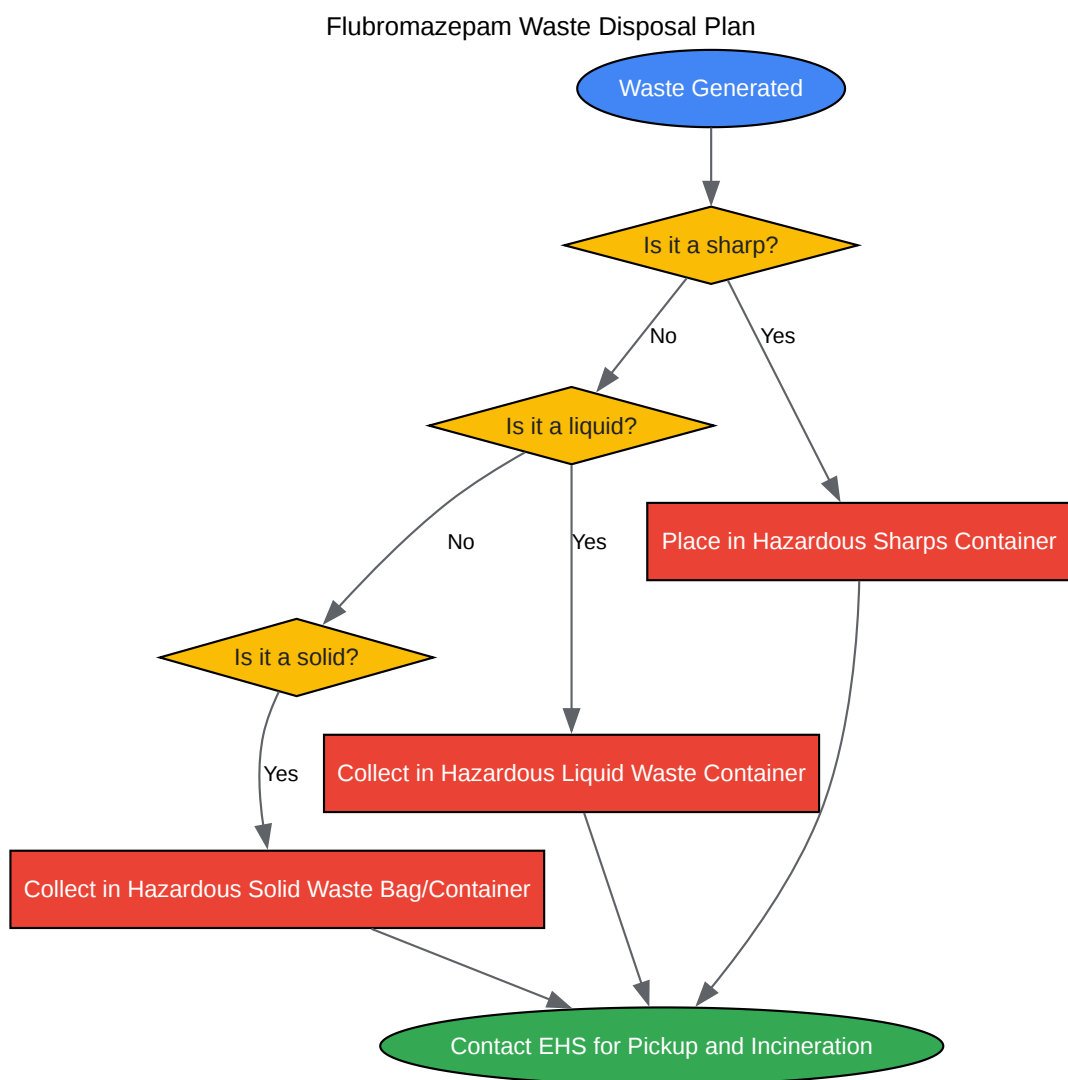 Flubromazepam Waste Disposal Plan
Waste Generated
Is it a sharp?
No
Yes
Is it a liquid?
No
Yes
Place in Hazardous Sharps Container
Is it a solid?
Yes
Collect in Hazardous Liquid Waste Container
Collect in Hazardous Solid Waste Bag/Container
Contact EHS for Pickup and Incineration